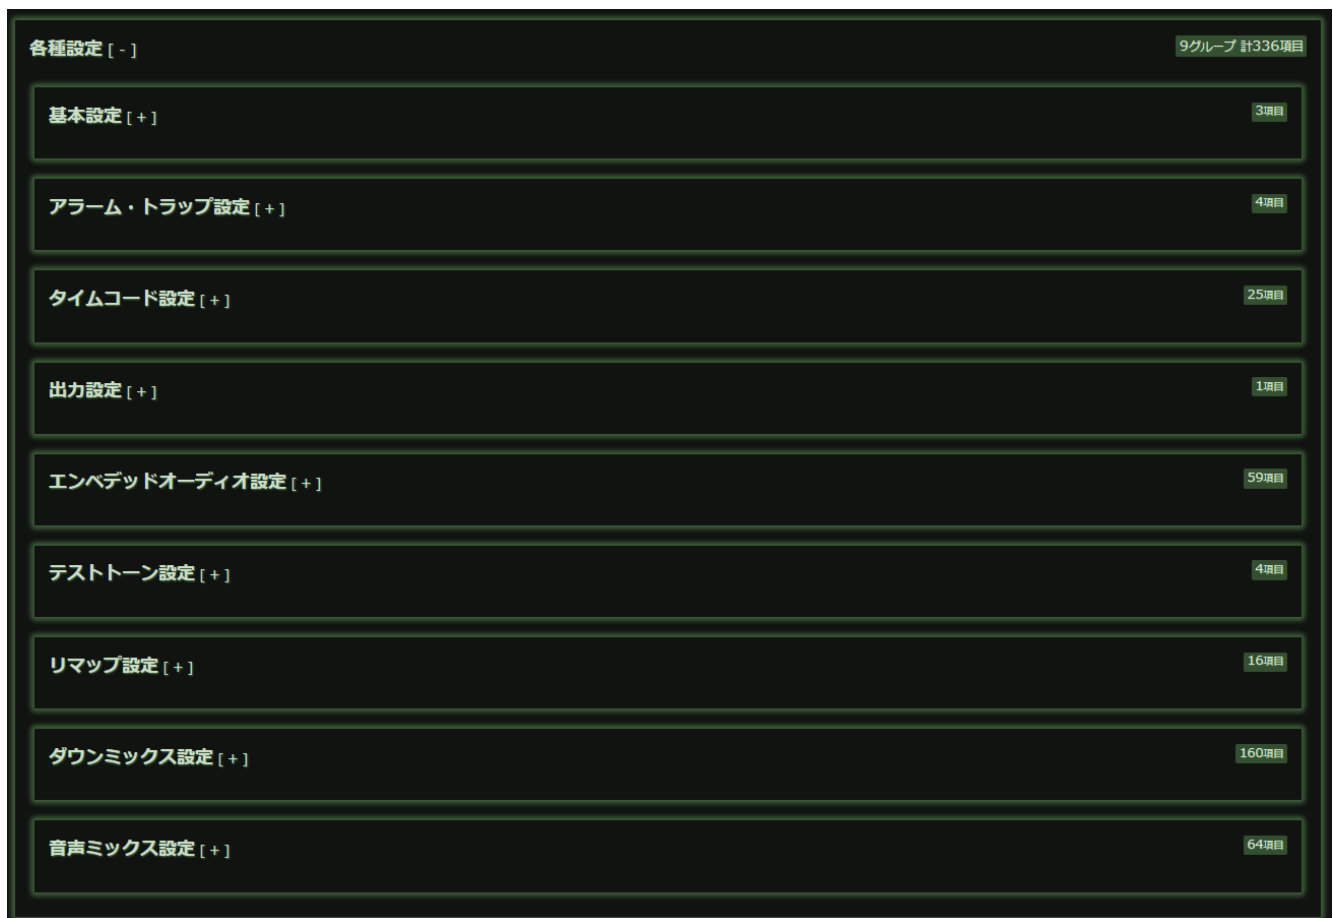 各種設定 [ - ] 9グループ 計336項目
基本設定 [ + ] 3項目
アラーム・トラップ設定 [ + ] 4項目
タイムコード設定 [ + ] 25項目
出力設定 [ + ] 1項目
エンベデッドオーディオ設定 [ + ] 59項目
テストトーン設定 [ + ] 4項目
リマップ設定 [ + ] 16項目
ダウンミックス設定 [ + ] 160項目
音声ミックス設定 [ + ] 64項目